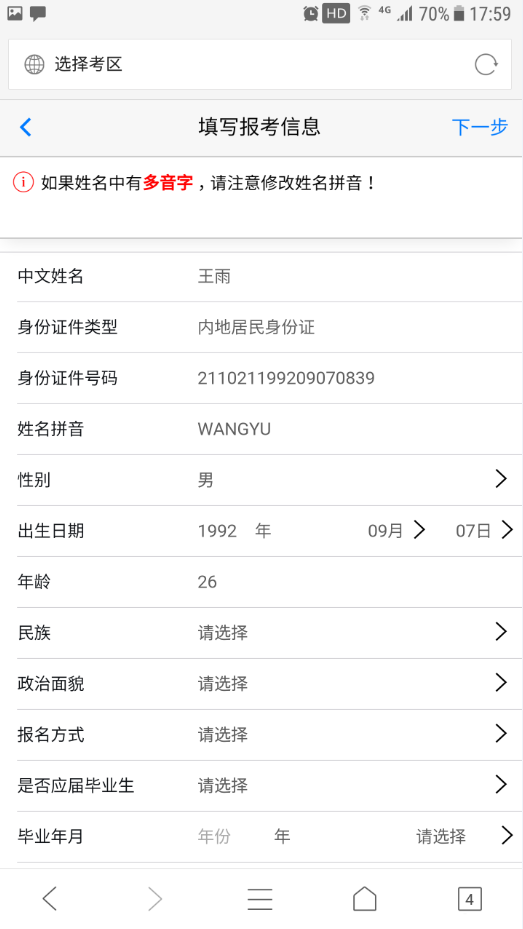 HD 4G 70% 17:59
选择考区
填写报考信息 下一步
如果姓名中有多音字，请注意修改姓名拼音！
中文姓名 王雨
身份证件类型 内地居民身份证
身份证件号码 211021199209070839
姓名拼音 WANGYU
性别 男
出生日期 1992 年 09月 07日
年龄 26
民族 请选择
政治面貌 请选择
报名方式 请选择
是否应届毕业生 请选择
毕业年月 年份 年 请选择
4